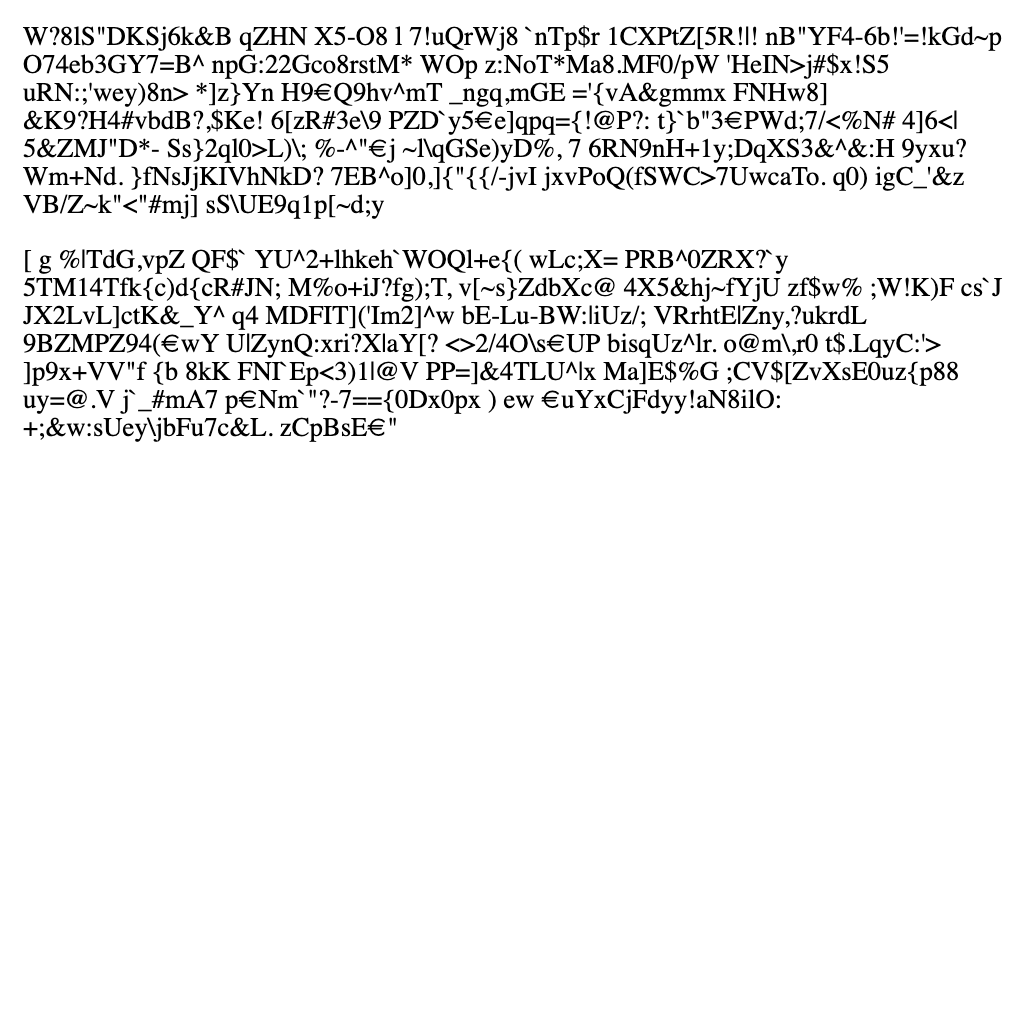 W?8lS"DKSj6k&B qZHN X5-O8 l 7!uQrWj8 `nTp$r 1CXPtZ[5R!l! nB"YF4-6b!'=!kGd~p
O74eb3GY7=B^ npG:22Gco8rstM* WOp z:NoT*Ma8.MF0/pW 'HeIN>j#$x!S5
uRN:;'wey)8n> *]z}Yn H9€Q9hv^mT _ngq,mGE ='{vA&gmmx FNHw8]
&K9?H4#vbdB?,$Ke! 6[zR#3e\9 PZD`y5€e]qpq={!@P?: t}`b"3€PWd;7/<%N# 4]6<|
5&ZMJ"D*- Ss}2ql0>L)\; %-^"€j ~l\qGSe)yD%, 7 6RN9nH+1y;DqXS3&^&:H 9yxu?
Wm+Nd. }fNsJjKIVhNkD? 7EB^o]0,]{"{{/-jvI jxvPoQ(fSWC>7UwcaTo. q0) igC_'&z
VB/Z~k"<"#mj] sS\UE9q1p[~d;y
[ g %|TdG,vpZ QF$` YU^2+lhkeh`WOQl+e{( wLc;X= PRB^0ZRX?`y
5TM14Tfk{c)d{cR#JN; M%o+iJ?fg);T, v[~s}ZdbXc@ 4X5&hj~fYjU zf$w% ;W!K)F cs`J
JX2LvL]ctK&_Y^ q4 MDFIT]('Im2]^w bE-Lu-BW:|iUz/; VRrhtE|Zny,?ukrdL
9BZMPZ94(€wY U|ZynQ:xri?X|aY[? <>2/4O\s€UP bisqUz^lr. o@m\,r0 t$.LqyC:'>
]p9x+VV"f {b 8kK FNI`Ep<3)1|@V PP=]&4TLU^|x Ma]E$%G ;CV$[ZvXsE0uz{p88
uy=@.V j`_#mA7 p€Nm`"?-7=={0Dx0px ) ew €uYxCjFdyy!aN8ilO:
+;&w:sUey\jbFu7c&L. zCpBsE€"